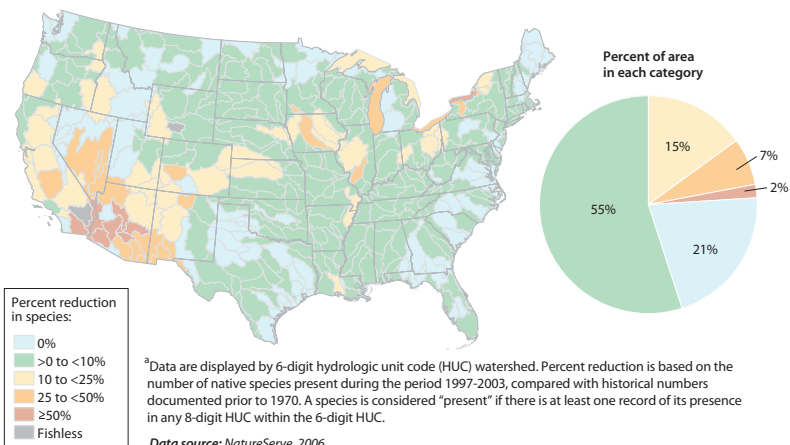 Percent of area
in each category
15%
7%
2%
55%
21%
Percent reduction
in species:
0%
>0 to <10%
10 to <25%
25 to <50%
≥50%
Fishless
aData are displayed by 6-digit hydrologic unit code (HUC) watershed. Percent reduction is based on the
number of native species present during the period 1997-2003, compared with historical numbers
documented prior to 1970. A species is considered “present” if there is at least one record of its presence
in any 8-digit HUC within the 6-digit HUC.
Data source: NatureServe, 2006